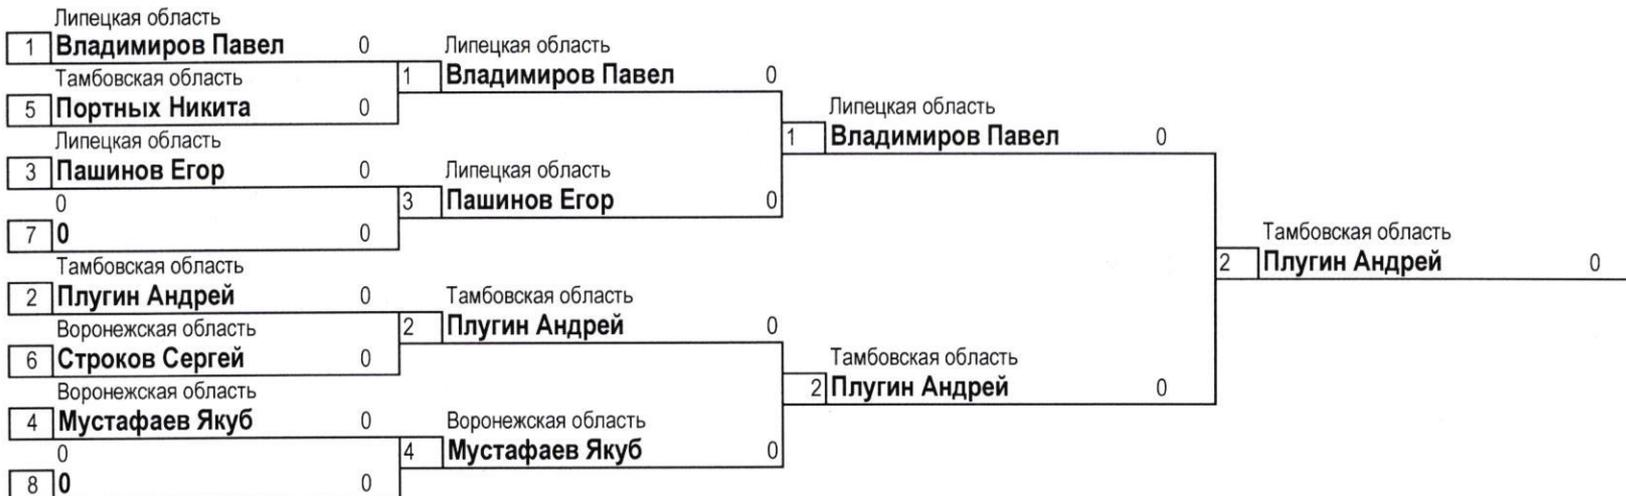 Липецкая область
1 Владимиров Павел 0
Тамбовская область
5 Портных Никита 0
Липецкая область
3 Пашинов Егор 0
0
7 0 0
Тамбовская область
2 Плугин Андрей 0
Воронежская область
6 Строков Сергей 0
Воронежская область
4 Мустафаев Якуб 0
0
8 0 0
Липецкая область
1 Владимиров Павел 0
Липецкая область
3 Пашинов Егор 0
Тамбовская область
2 Плугин Андрей 0
Воронежская область
4 Мустафаев Якуб 0
Липецкая область
1 Владимиров Павел 0
Тамбовская область
2 Плугин Андрей 0
Тамбовская область
2 Плугин Андрей 0